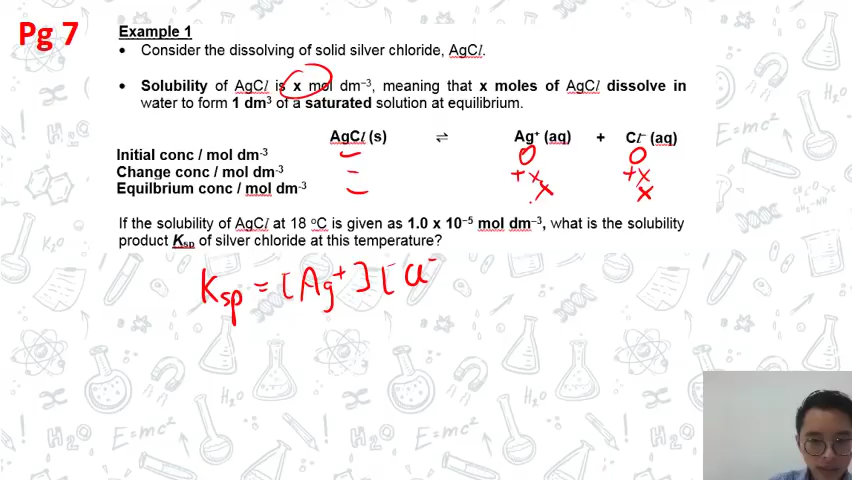 Pg 7
Example 1
• Consider the dissolving of solid silver chloride, AgCl.
• Solubility of AgCl is x mol dm⁻³, meaning that x moles of AgCl dissolve in
water to form 1 dm³ of a saturated solution at equilibrium.
AgCl (s) ⇌ Ag⁺ (aq) + Cl⁻ (aq)
Initial conc / mol dm⁻³ – 0 0
Change conc / mol dm⁻³ – +x +x
Equilbrium conc / mol dm⁻³ – x x
If the solubility of AgCl at 18 °C is given as 1.0 x 10⁻⁵ mol dm⁻³, what is the solubility
product Ksp of silver chloride at this temperature?
Ksp = [Ag⁺][Cl⁻